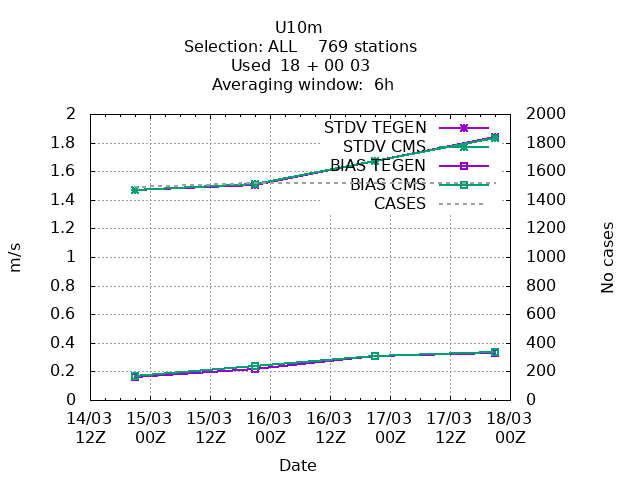 U10m
Selection: ALL    769 stations
Used 18 + 00 03
Averaging window:  6h
2
1.8
1.6
1.4
1.2
1
0.8
0.6
0.4
0.2
0
m/s
STDV TEGEN
STDV CMS
BIAS TEGEN
BIAS CMS
CASES
2000
1800
1600
1400
1200
1000
800
600
400
200
0
No cases
14/03 15/03 15/03 16/03 16/03 17/03 17/03 18/03
12Z 00Z 12Z 00Z 12Z 00Z 12Z 00Z
Date